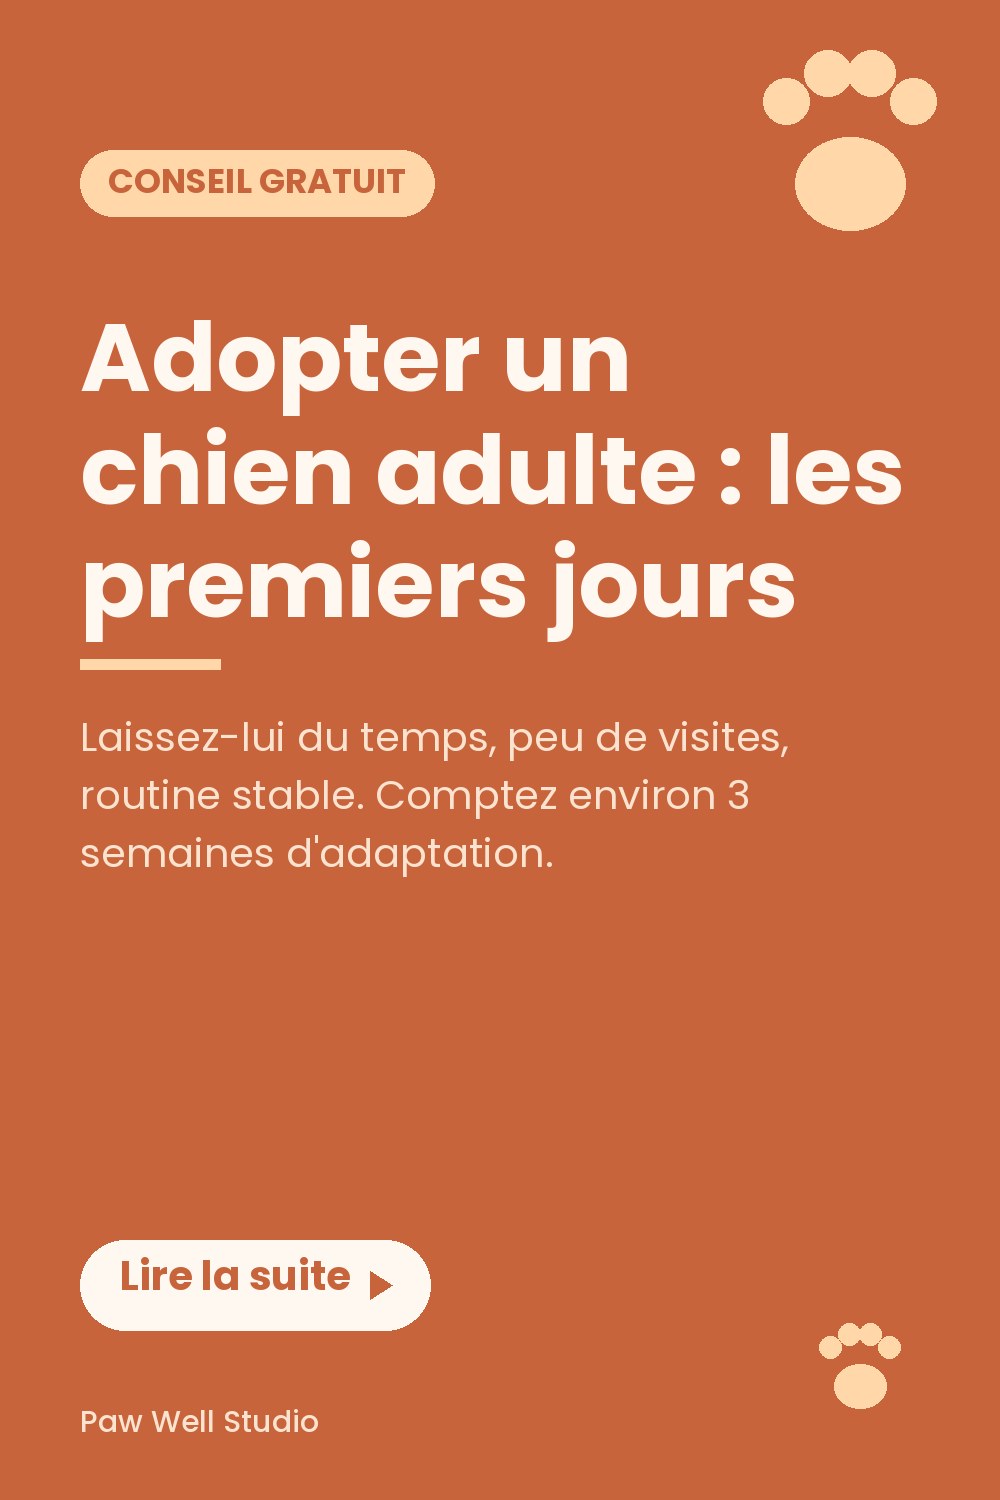 CONSEIL GRATUIT
Adopter un
chien adulte : les
premiers jours
Laissez-lui du temps, peu de visites,
routine stable. Comptez environ 3
semaines d'adaptation.
Lire la suite
Paw Well Studio